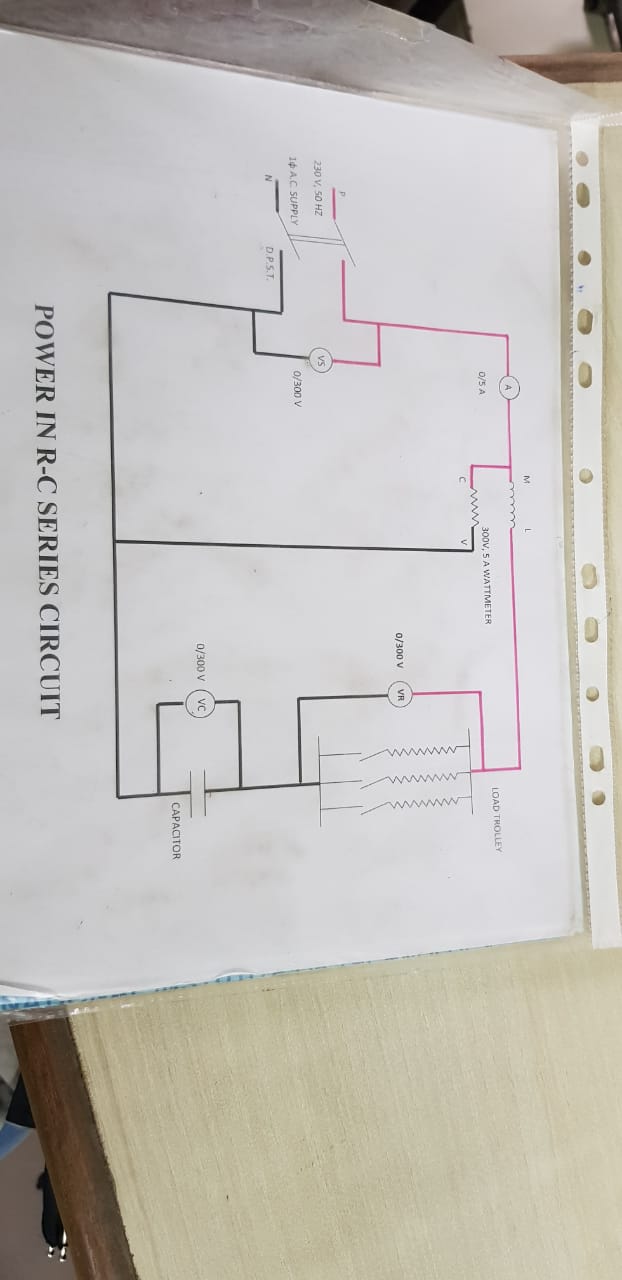 P
230 V, 50 HZ
1ϕ A.C. SUPPLY
N
D.P.S.T.
VS
0/300 V
A
0/5 A
M
L
C
V
300V, 5 A WATTMETER
0/300 V
VR
LOAD TROLLEY
0/300 V
VC
CAPACITOR
POWER IN R-C SERIES CIRCUIT